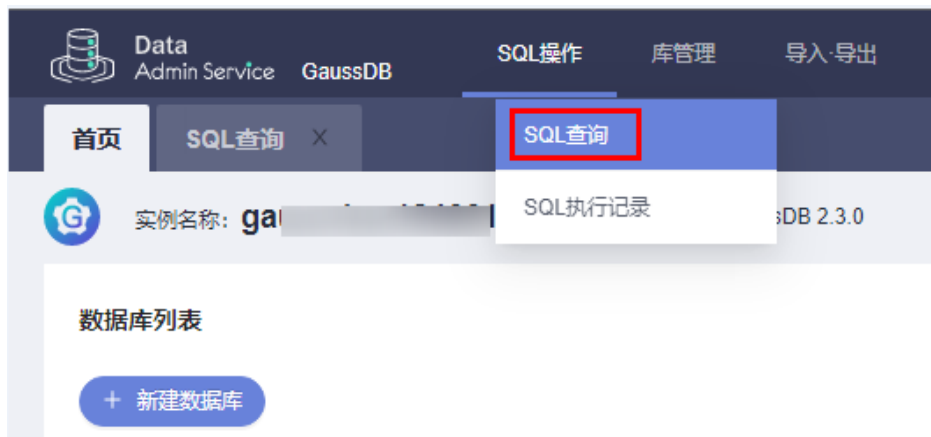 Data
Admin Service GaussDB SQL操作 库管理 导入·导出
首页 SQL查询 × SQL查询
实例名称: SQL执行记录 DB 2.3.0
数据库列表
+ 新建数据库